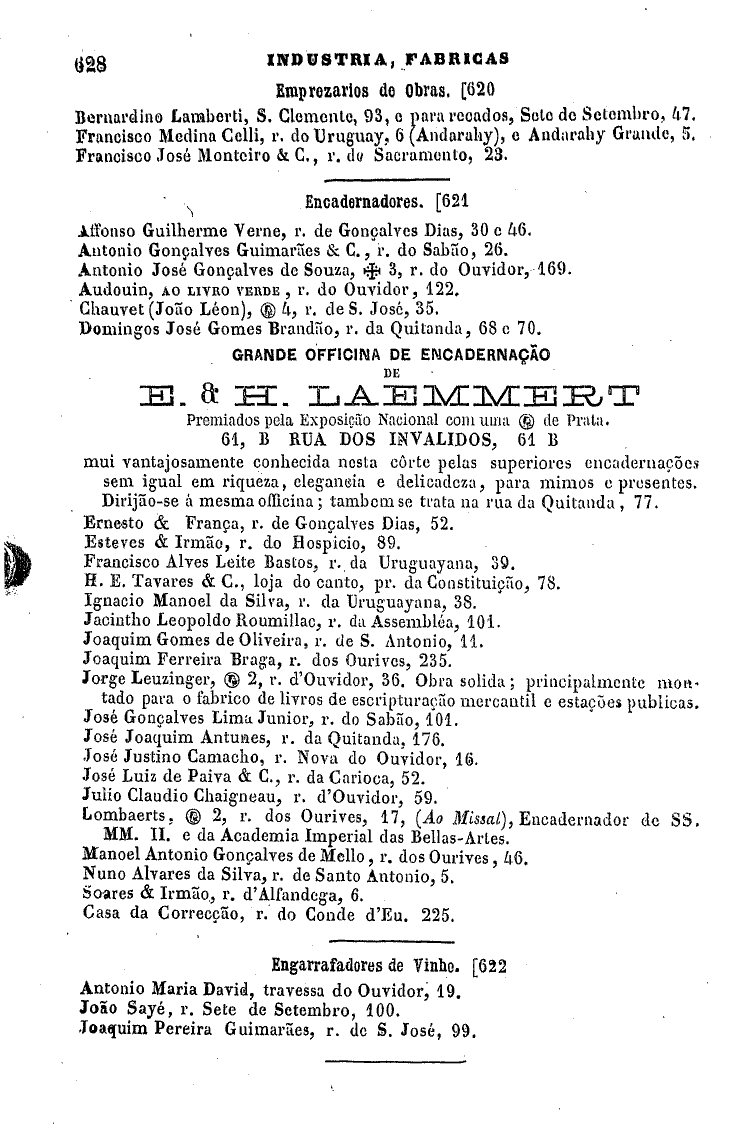 628
INDUSTRIA, FABRICAS
Emprezarios de Obras. [620
Bernardino Lamberti, S. Clemente, 93, e para recados, Sete de Setembro, 47.
Francisco Medina Celli, r. do Uruguay, 6 (Andarahy), e Andarahy Grande, 5.
Francisco José Monteiro & C., r. do Sacramento, 23.
Encadernadores. [621
Affonso Guilherme Verne, r. de Gonçalves Dias, 30 e 46.
Antonio Gonçalves Guimarães & C., r. do Sabão, 26.
Antonio José Gonçalves de Souza, ✠ 3, r. do Ouvidor, 169.
Audouin, AO LIVRO VERDE, r. do Ouvidor, 122.
Chauvet (João Léon), 4, r. de S. José, 35.
Domingos José Gomes Brandão, r. da Quitanda, 68 e 70.
GRANDE OFFICINA DE ENCADERNAÇÃO
DE
E. & H. LAEMMERT
Premiados pela Exposição Nacional com uma de Prata.
61, B RUA DOS INVALIDOS, 61 B
mui vantajosamente conhecida nesta côrte pelas superiores encadernações
sem igual em riqueza, elegancia e delicadeza, para mimos e presentes.
Dirijão-se á mesma officina; tambem se trata na rua da Quitanda, 77.
Ernesto & França, r. de Gonçalves Dias, 52.
Esteves & Irmão, r. do Hospicio, 89.
Francisco Alves Leite Bastos, r. da Uruguayana, 39.
H. E. Tavares & C., loja do canto, pr. da Constituição, 78.
Ignacio Manoel da Silva, r. da Uruguayana, 38.
Jacintho Leopoldo Roumillac, r. da Assembléa, 101.
Joaquim Gomes de Oliveira, r. de S. Antonio, 11.
Joaquim Ferreira Braga, r. dos Ourives, 235.
Jorge Leuzinger, 2, r. d'Ouvidor, 36. Obra solida; principalmente mon-
tado para o fabrico de livros de escripturação mercantil e estações publicas.
José Gonçalves Lima Junior, r. do Sabão, 101.
José Joaquim Antunes, r. da Quitanda, 176.
José Justino Camacho, r. Nova do Ouvidor, 16.
José Luiz de Paiva & C., r. da Carioca, 52.
Julio Claudio Chaigneau, r. d'Ouvidor, 59.
Lombaerts, 2, r. dos Ourives, 17, (Ao Missal), Encadernador de SS.
MM. II. e da Academia Imperial das Bellas-Artes.
Manoel Antonio Gonçalves de Mello, r. dos Ourives, 46.
Nuno Alvares da Silva, r. de Santo Antonio, 5.
Soares & Irmão, r. d'Alfandega, 6.
Casa da Correcção, r. do Conde d'Eu. 225.
Engarrafadores de Vinho. [622
Antonio Maria David, travessa do Ouvidor, 19.
João Sayé, r. Sete de Setembro, 100.
Joaquim Pereira Guimarães, r. de S. José, 99.